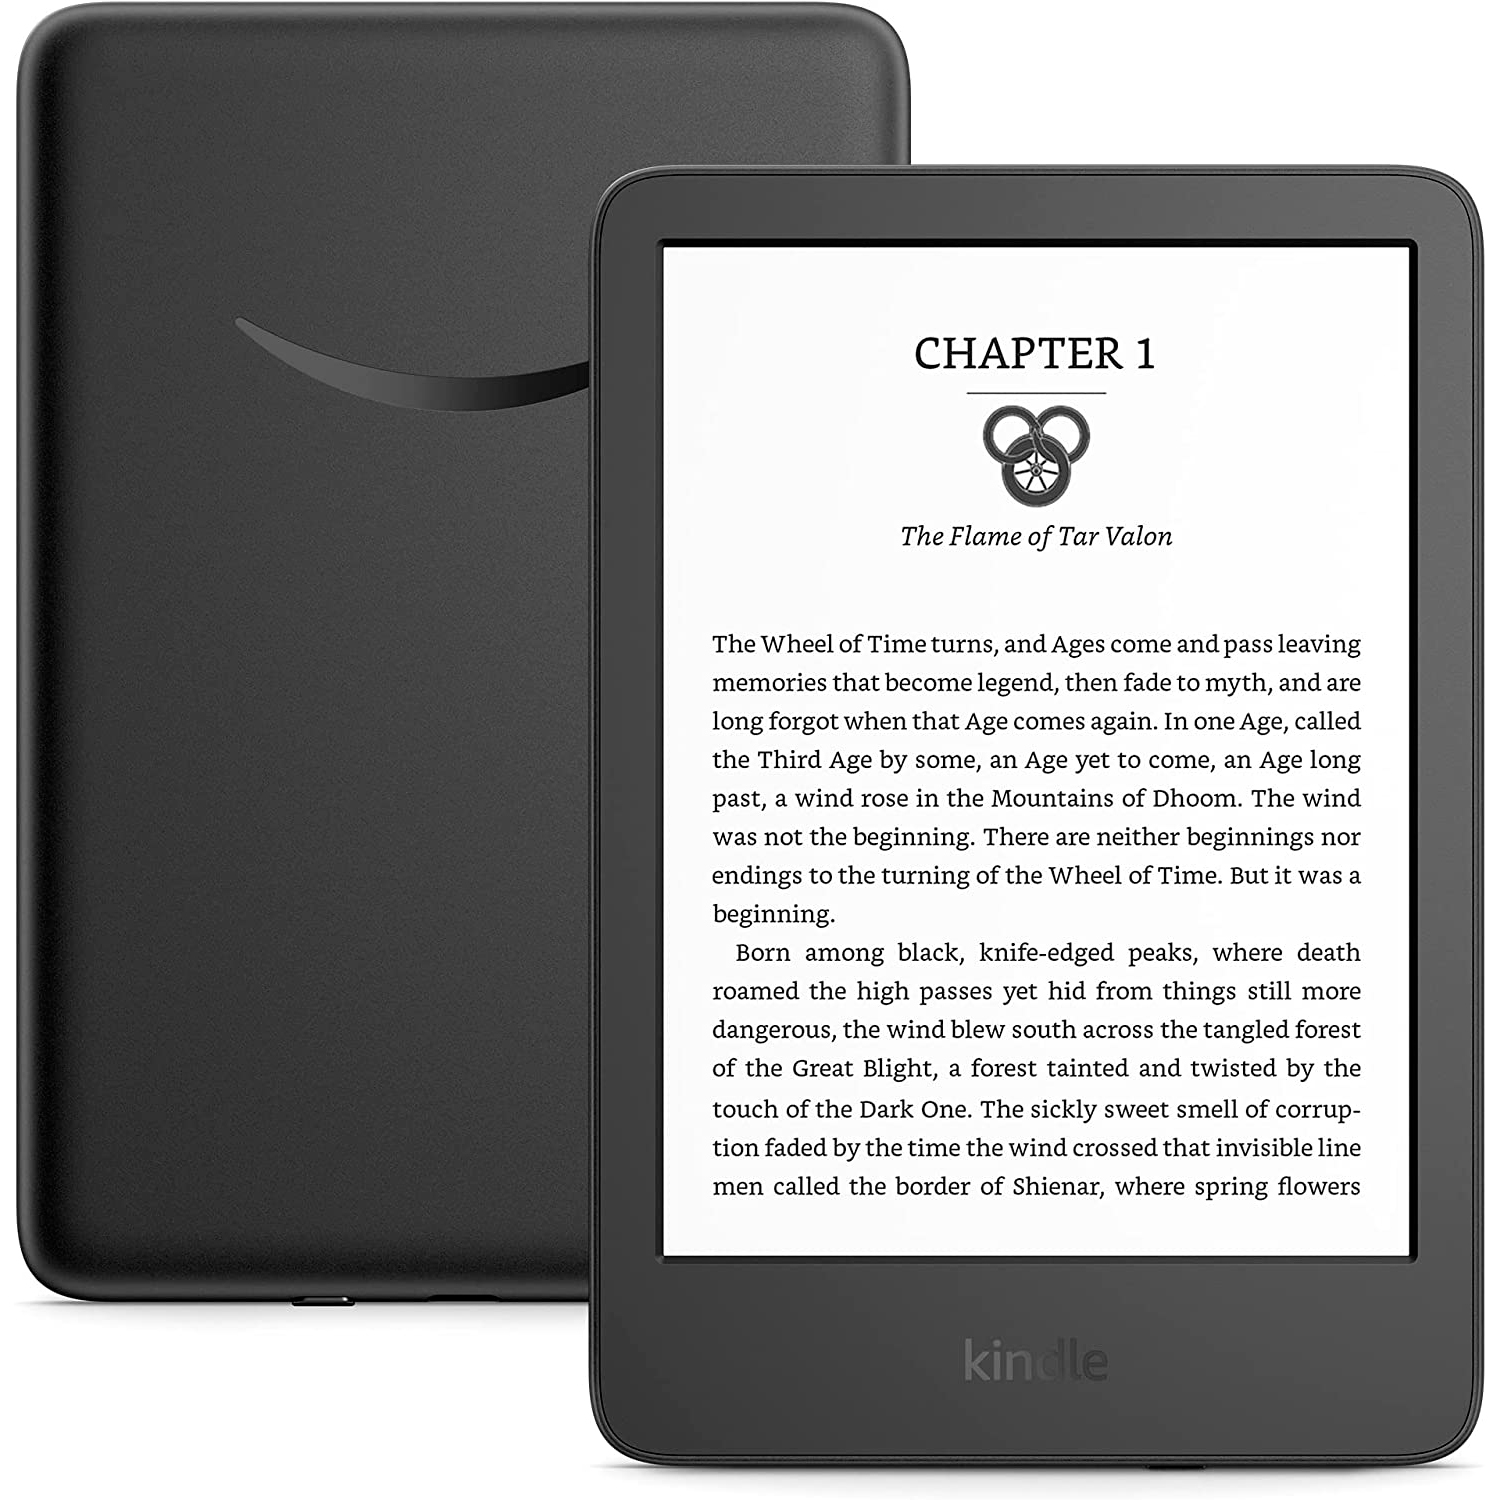 CHAPTER 1
The Flame of Tar Valon
The Wheel of Time turns, and Ages come and pass leaving
memories that become legend, then fade to myth, and are
long forgot when that Age comes again. In one Age, called
the Third Age by some, an Age yet to come, an Age long
past, a wind rose in the Mountains of Dhoom. The wind
was not the beginning. There are neither beginnings nor
endings to the turning of the Wheel of Time. But it was a
beginning.
Born among black, knife-edged peaks, where death
roamed the high passes yet hid from things still more
dangerous, the wind blew south across the tangled forest
of the Great Blight, a forest tainted and twisted by the
touch of the Dark One. The sickly sweet smell of corrup-
tion faded by the time the wind crossed that invisible line
men called the border of Shienar, where spring flowers
kindle